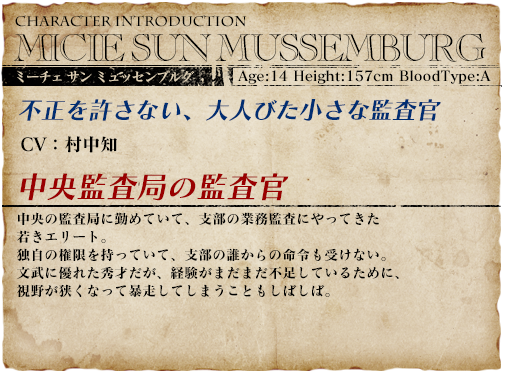 CHARACTER INTRODUCTION
MICIE SUN MUSSEMBURG
ミーチェ サン ミュッセンブルグ
Age:14 Height:157cm BloodType:A
不正を許さない、大人びた小さな監査官
CV：村中知
中央監査局の監査官
中央の監査局に勤めていて、支部の業務監査にやってきた
若きエリート。
独自の権限を持っていて、支部の誰からの命令も受けない。
文武に優れた秀才だが、経験がまだまだ不足しているために、
視野が狭くなって暴走してしまうこともしばしば。